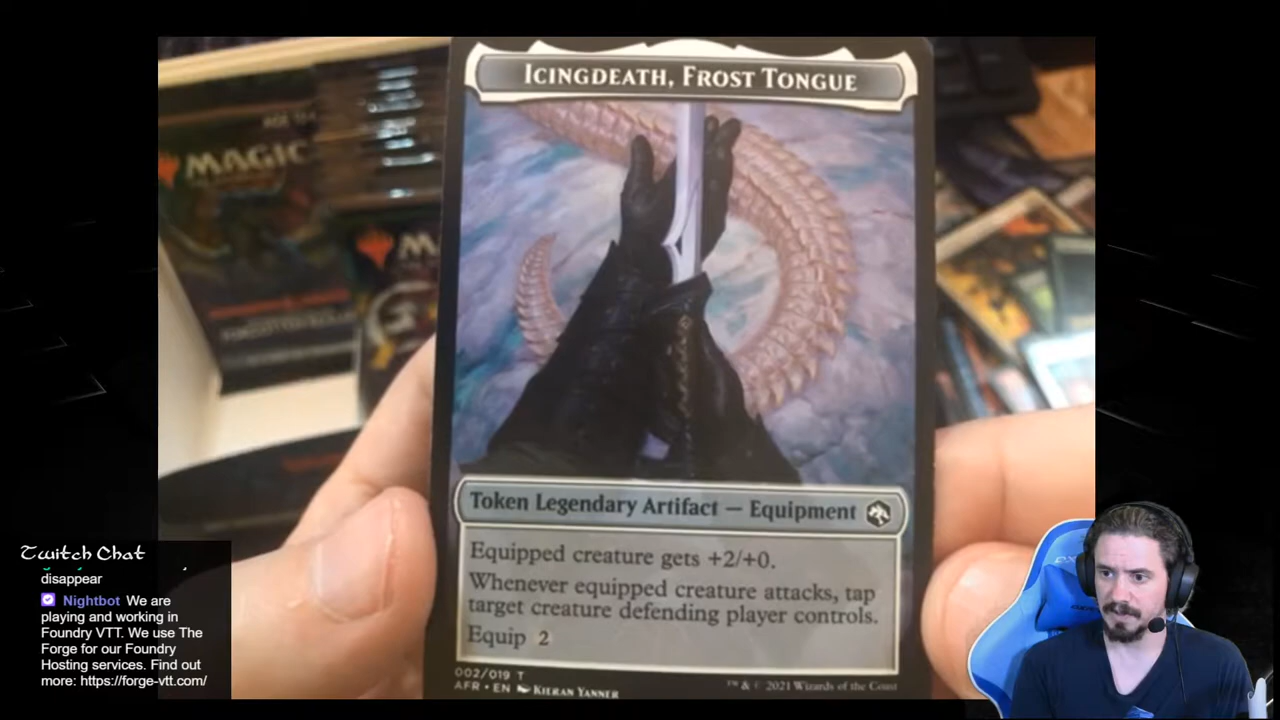 ICINGDEATH, FROST TONGUE
MAGIC
M
Token Legendary Artifact — Equipment
Equipped creature gets +2/+0.
Whenever equipped creature attacks, tap
target creature defending player controls.
Equip 2
002/019 T
AFR • EN KIERAN YANNER
™ & © 2021 Wizards of the Coast
Twitch Chat
disappear
Nightbot We are
playing and working in
Foundry VTT. We use The
Forge for our Foundry
Hosting services. Find out
more: https://forge-vtt.com/